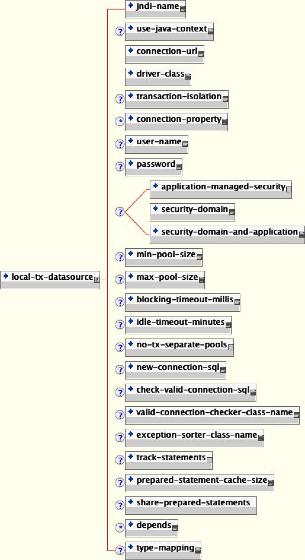 jndi-name
? use-java-context
connection-url
driver-class
? transaction-isolation
* connection-property
? user-name
? password
application-managed-security
? security-domain
security-domain-and-application
? min-pool-size
local-tx-datasource
? max-pool-size
? blocking-timeout-millis
? idle-timeout-minutes
? no-tx-separate-pools
? new-connection-sql
? check-valid-connection-sql
? valid-connection-checker-class-name
? exception-sorter-class-name
? track-statements
? prepared-statement-cache-size
? share-prepared-statements
* depends
? type-mapping